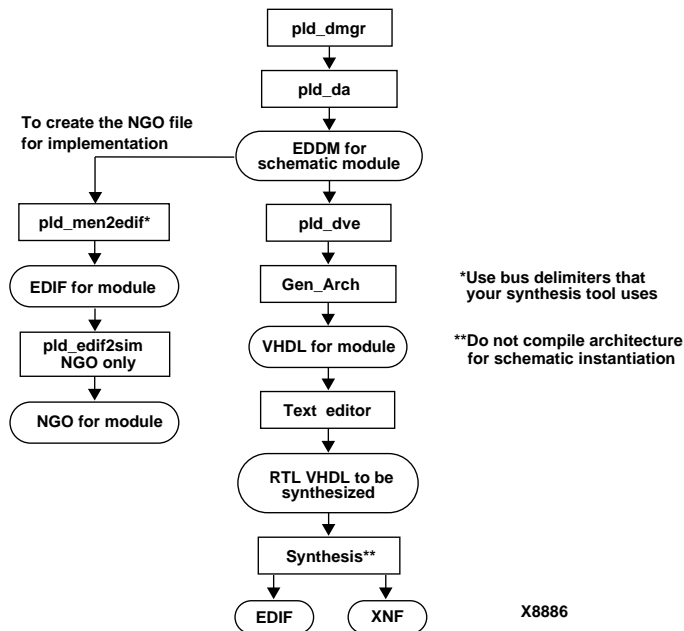 pld_dmgr
pld_da
To create the NGO file
for implementation
EDDM for
schematic module
pld_men2edif*
pld_dve
EDIF for module
Gen_Arch
*Use bus delimiters that
your synthesis tool uses
pld_edif2sim
NGO only
VHDL for module
**Do not compile architecture
for schematic instantiation
NGO for module
Text editor
RTL VHDL to be
synthesized
Synthesis**
EDIF
XNF
X8886